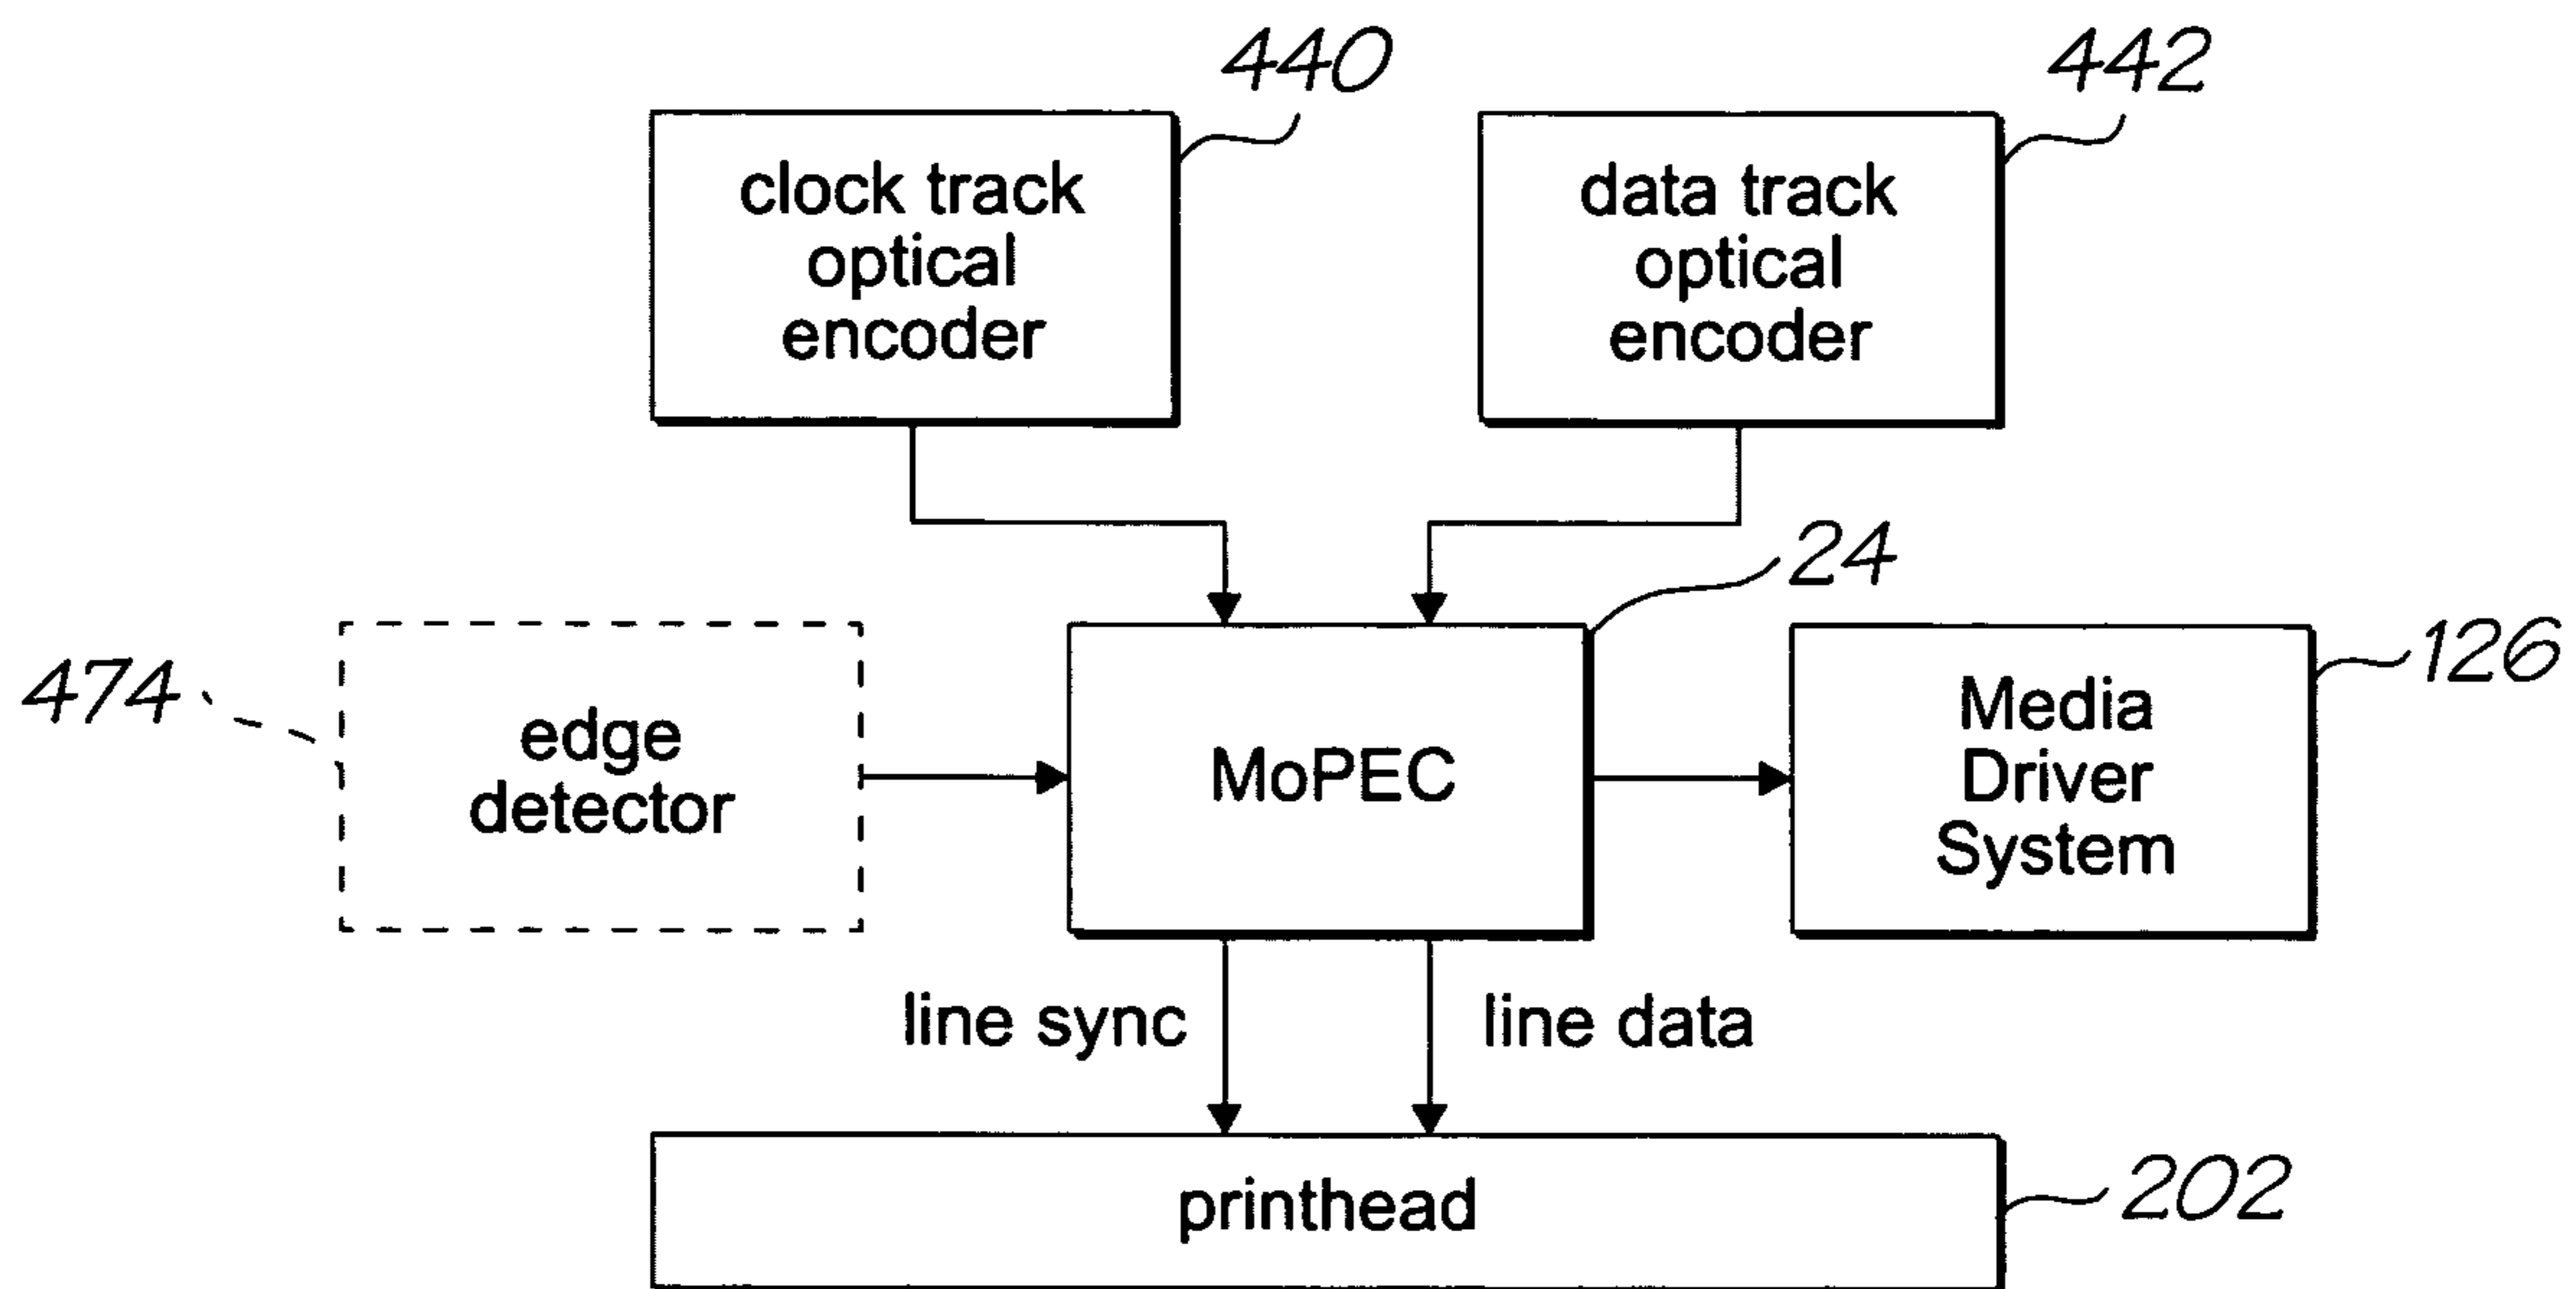 440
442
clock track
optical
encoder
data track
optical
encoder
24
474
edge
detector
MoPEC
Media
Driver
System
126
line sync
line data
printhead
202